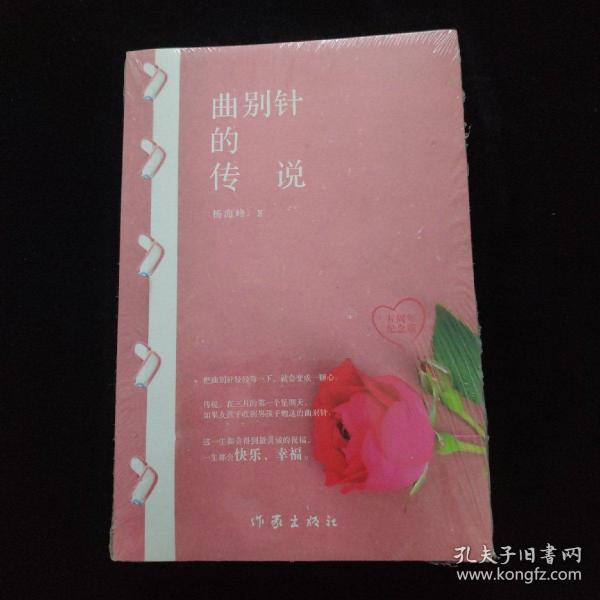 曲别针
的
传 说
杨海峰 著
五周年
纪念版
把曲别针轻轻弯一下，就会变成一颗心。
传说，在三月的第一个星期天，
如果女孩子收到男孩子赠送的曲别针，
这一生都会得到最真诚的祝福，
一生都会快乐、幸福。
作家出版社
孔夫子旧书网
www.kongfz.com